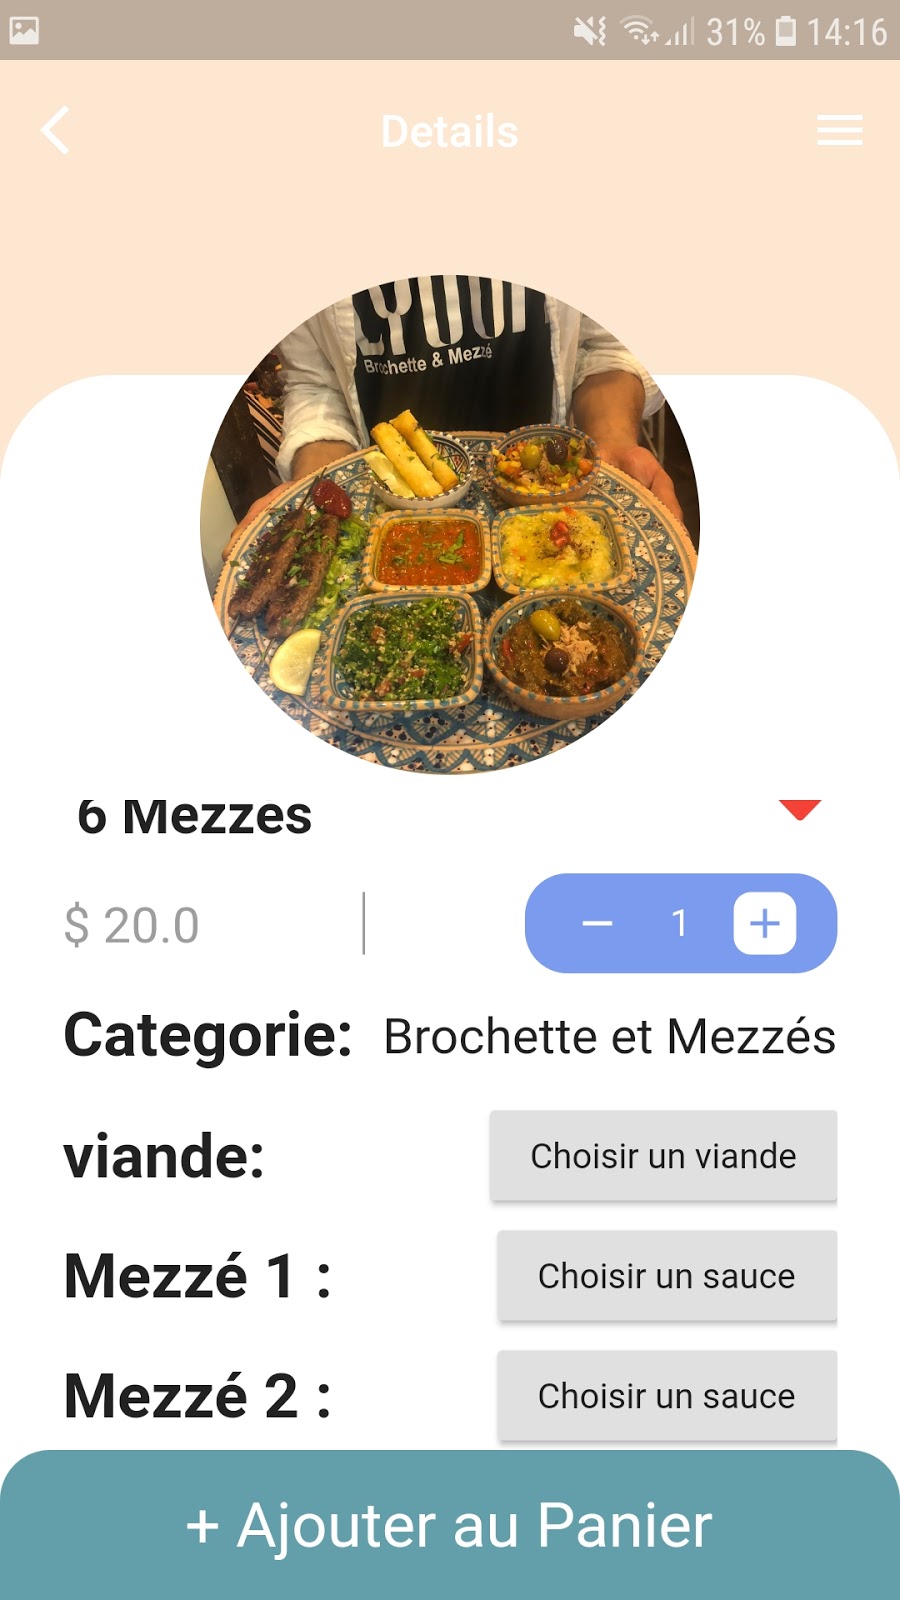 31% 14:16
Details
Brochette & Mezzé
6 Mezzes
$ 20.0
1
Categorie: Brochette et Mezzés
viande: Choisir un viande
Mezzé 1 : Choisir un sauce
Mezzé 2 : Choisir un sauce
+ Ajouter au Panier